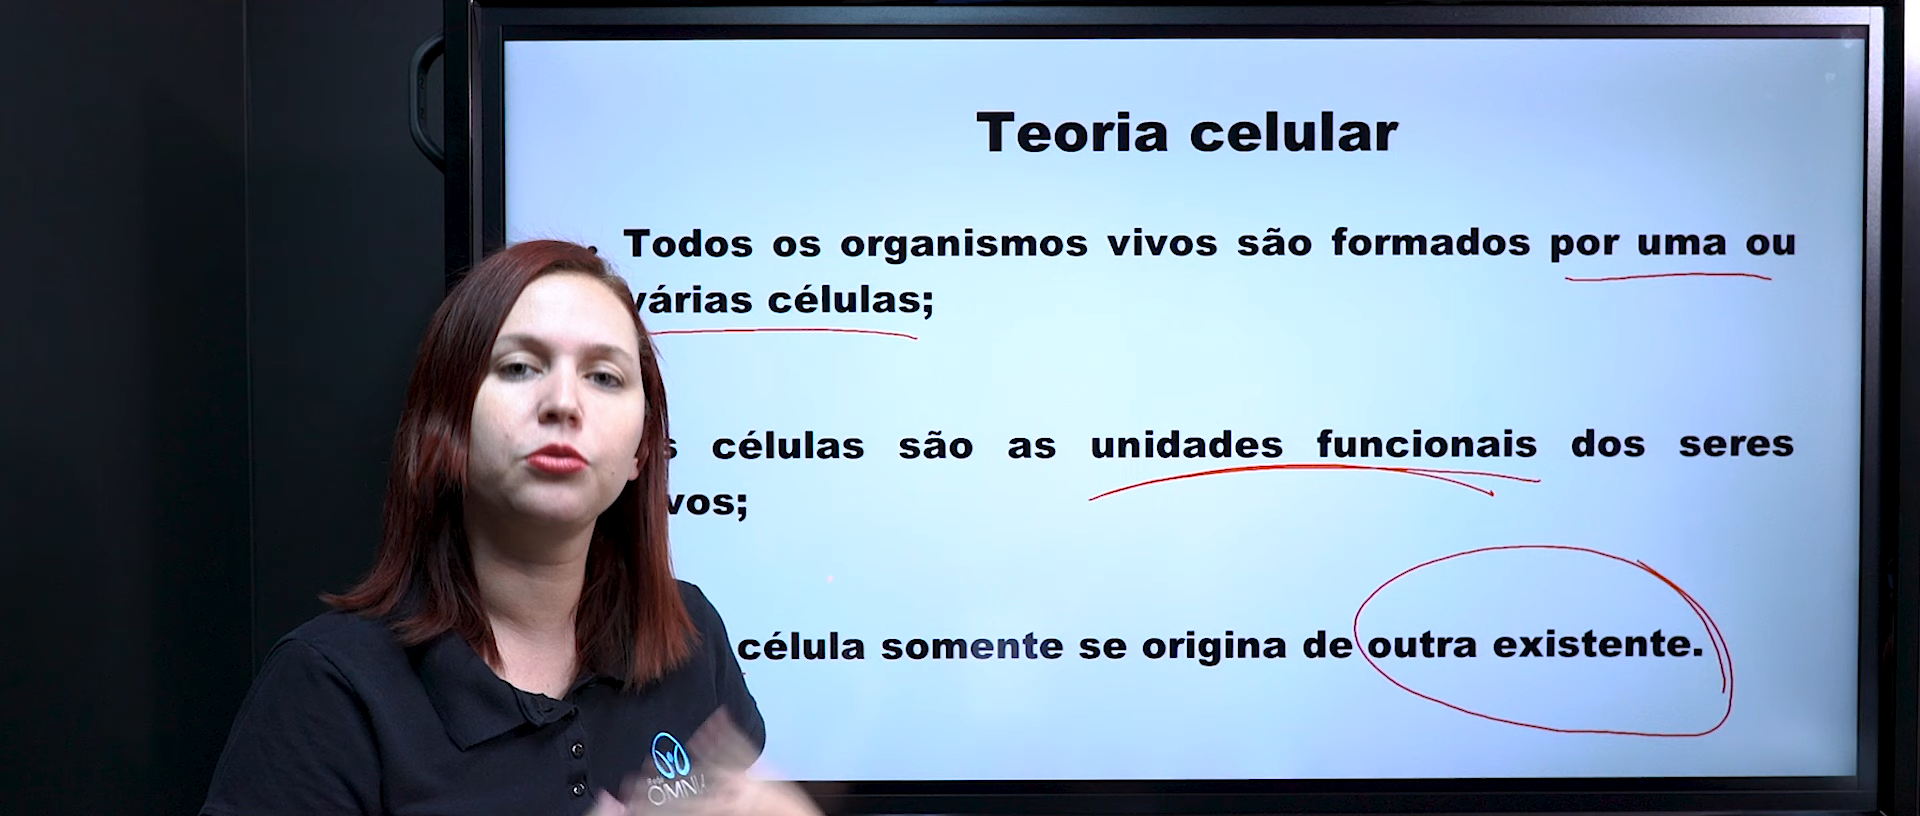 Teoria celular
Todos os organismos vivos são formados por uma ou
várias células;
células são as unidades funcionais dos seres
célula somente se origina de outra existente.